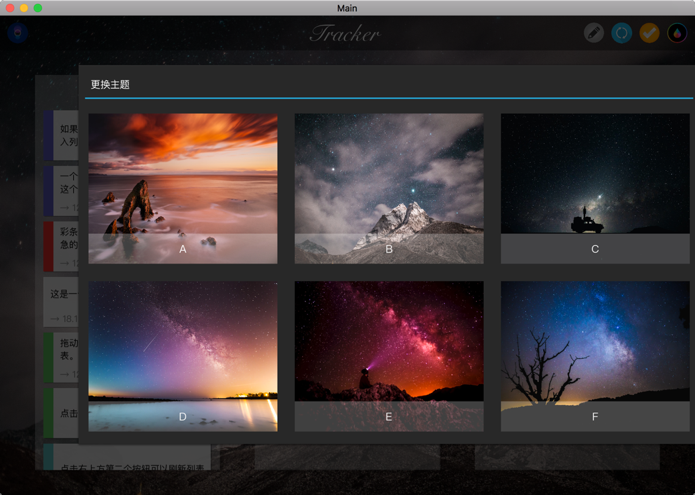 Main
Tracker
更换主题
A
B
C
D
E
F
如果
入列
一个
这个
→ 1
彩条
急的
→ 1
这是一
→ 18.1
拖动
表、
→ 1
点击
点击右上方第二个按钮可以刷新列表